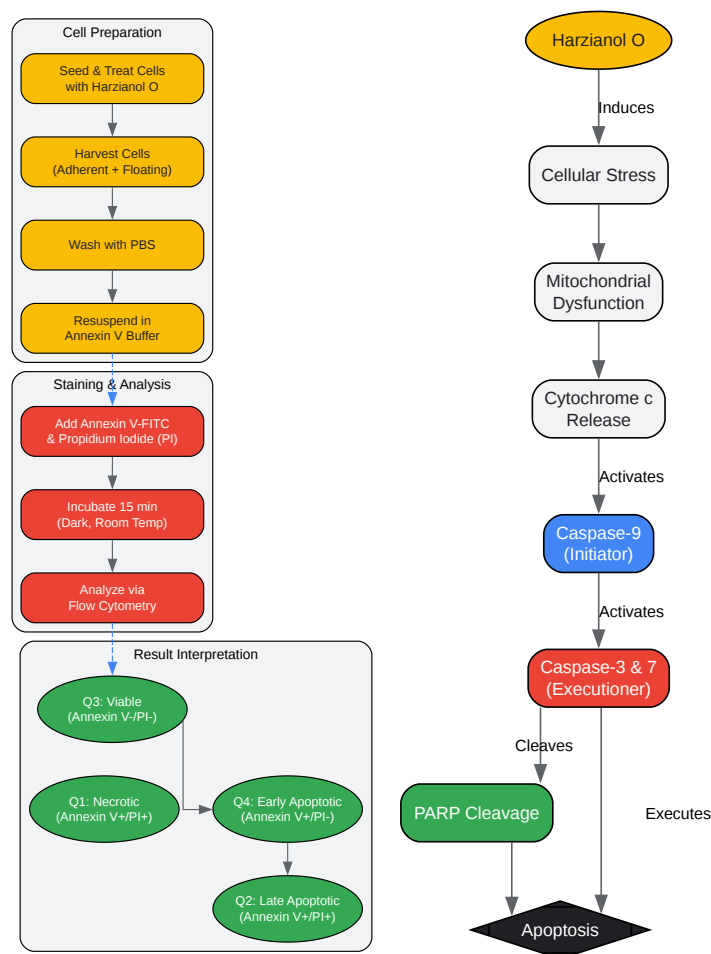 Cell Preparation
Seed & Treat Cells
with Harzianol O
Harvest Cells
(Adherent + Floating)
Wash with PBS
Resuspend in
Annexin V Buffer
Staining & Analysis
Add Annexin V-FITC
& Propidium Iodide (PI)
Incubate 15 min
(Dark, Room Temp)
Analyze via
Flow Cytometry
Result Interpretation
Q3: Viable
(Annexin V-/PI-)
Q1: Necrotic
(Annexin V+/PI+)
Q4: Early Apoptotic
(Annexin V+/PI-)
Q2: Late Apoptotic
(Annexin V+/PI+)
Harzianol O
Induces
Cellular Stress
Mitochondrial
Dysfunction
Cytochrome c
Release
Activates
Caspase-9
(Initiator)
Activates
Caspase-3 & 7
(Executioner)
Cleaves
PARP Cleavage
Executes
Apoptosis